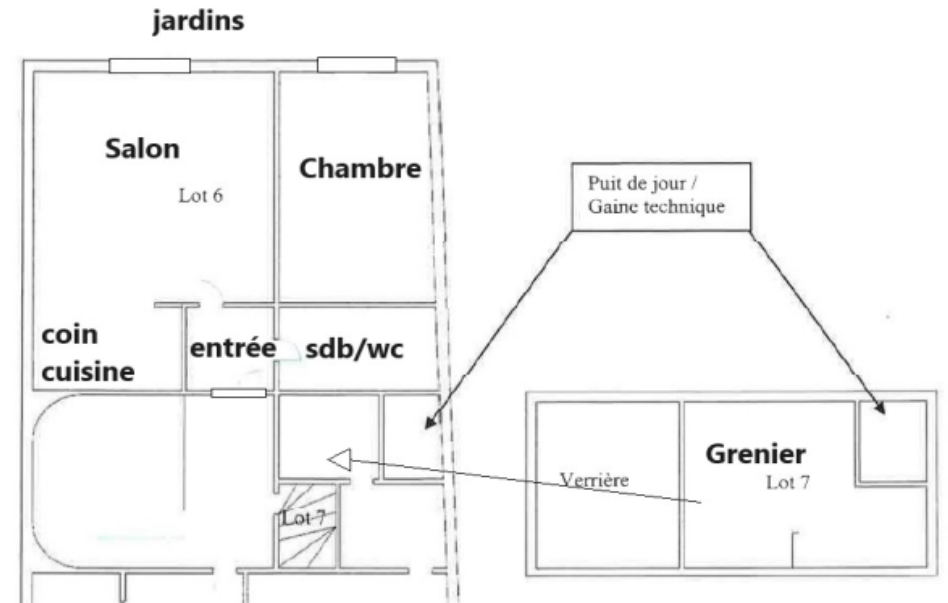 jardins
Salon
Lot 6
Chambre
Puit de jour /
Gaine technique
coin
cuisine
entrée
sdb/wc
Lot 7
Verrière
Grenier
Lot 7